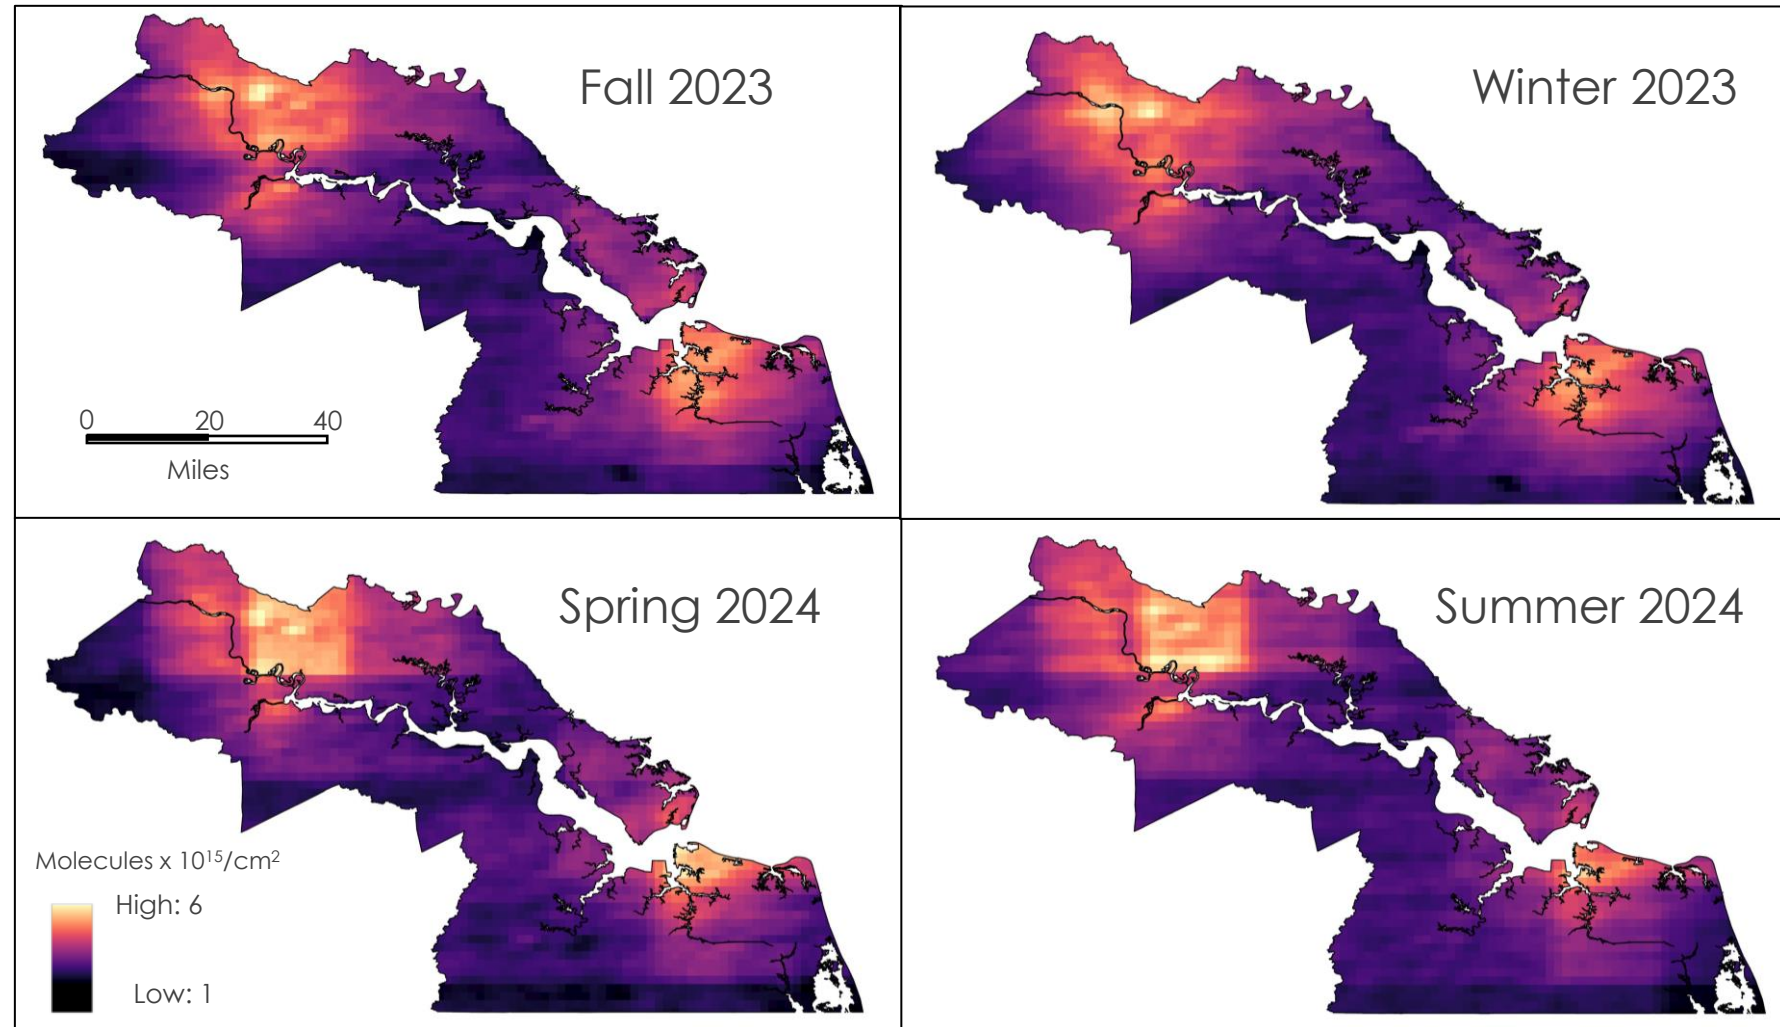 Fall 2023
Winter 2023
0 20 40
Miles
Spring 2024
Summer 2024
Molecules x 10¹⁵/cm²
High: 6
Low: 1